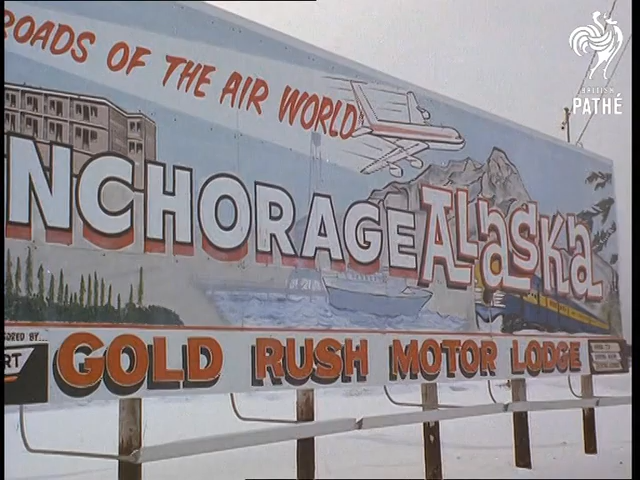 ROADS OF THE AIR WORLD
NCHORAGE ALASKA
GOLD RUSH MOTOR LODGE
BRITISH
PATHÉ